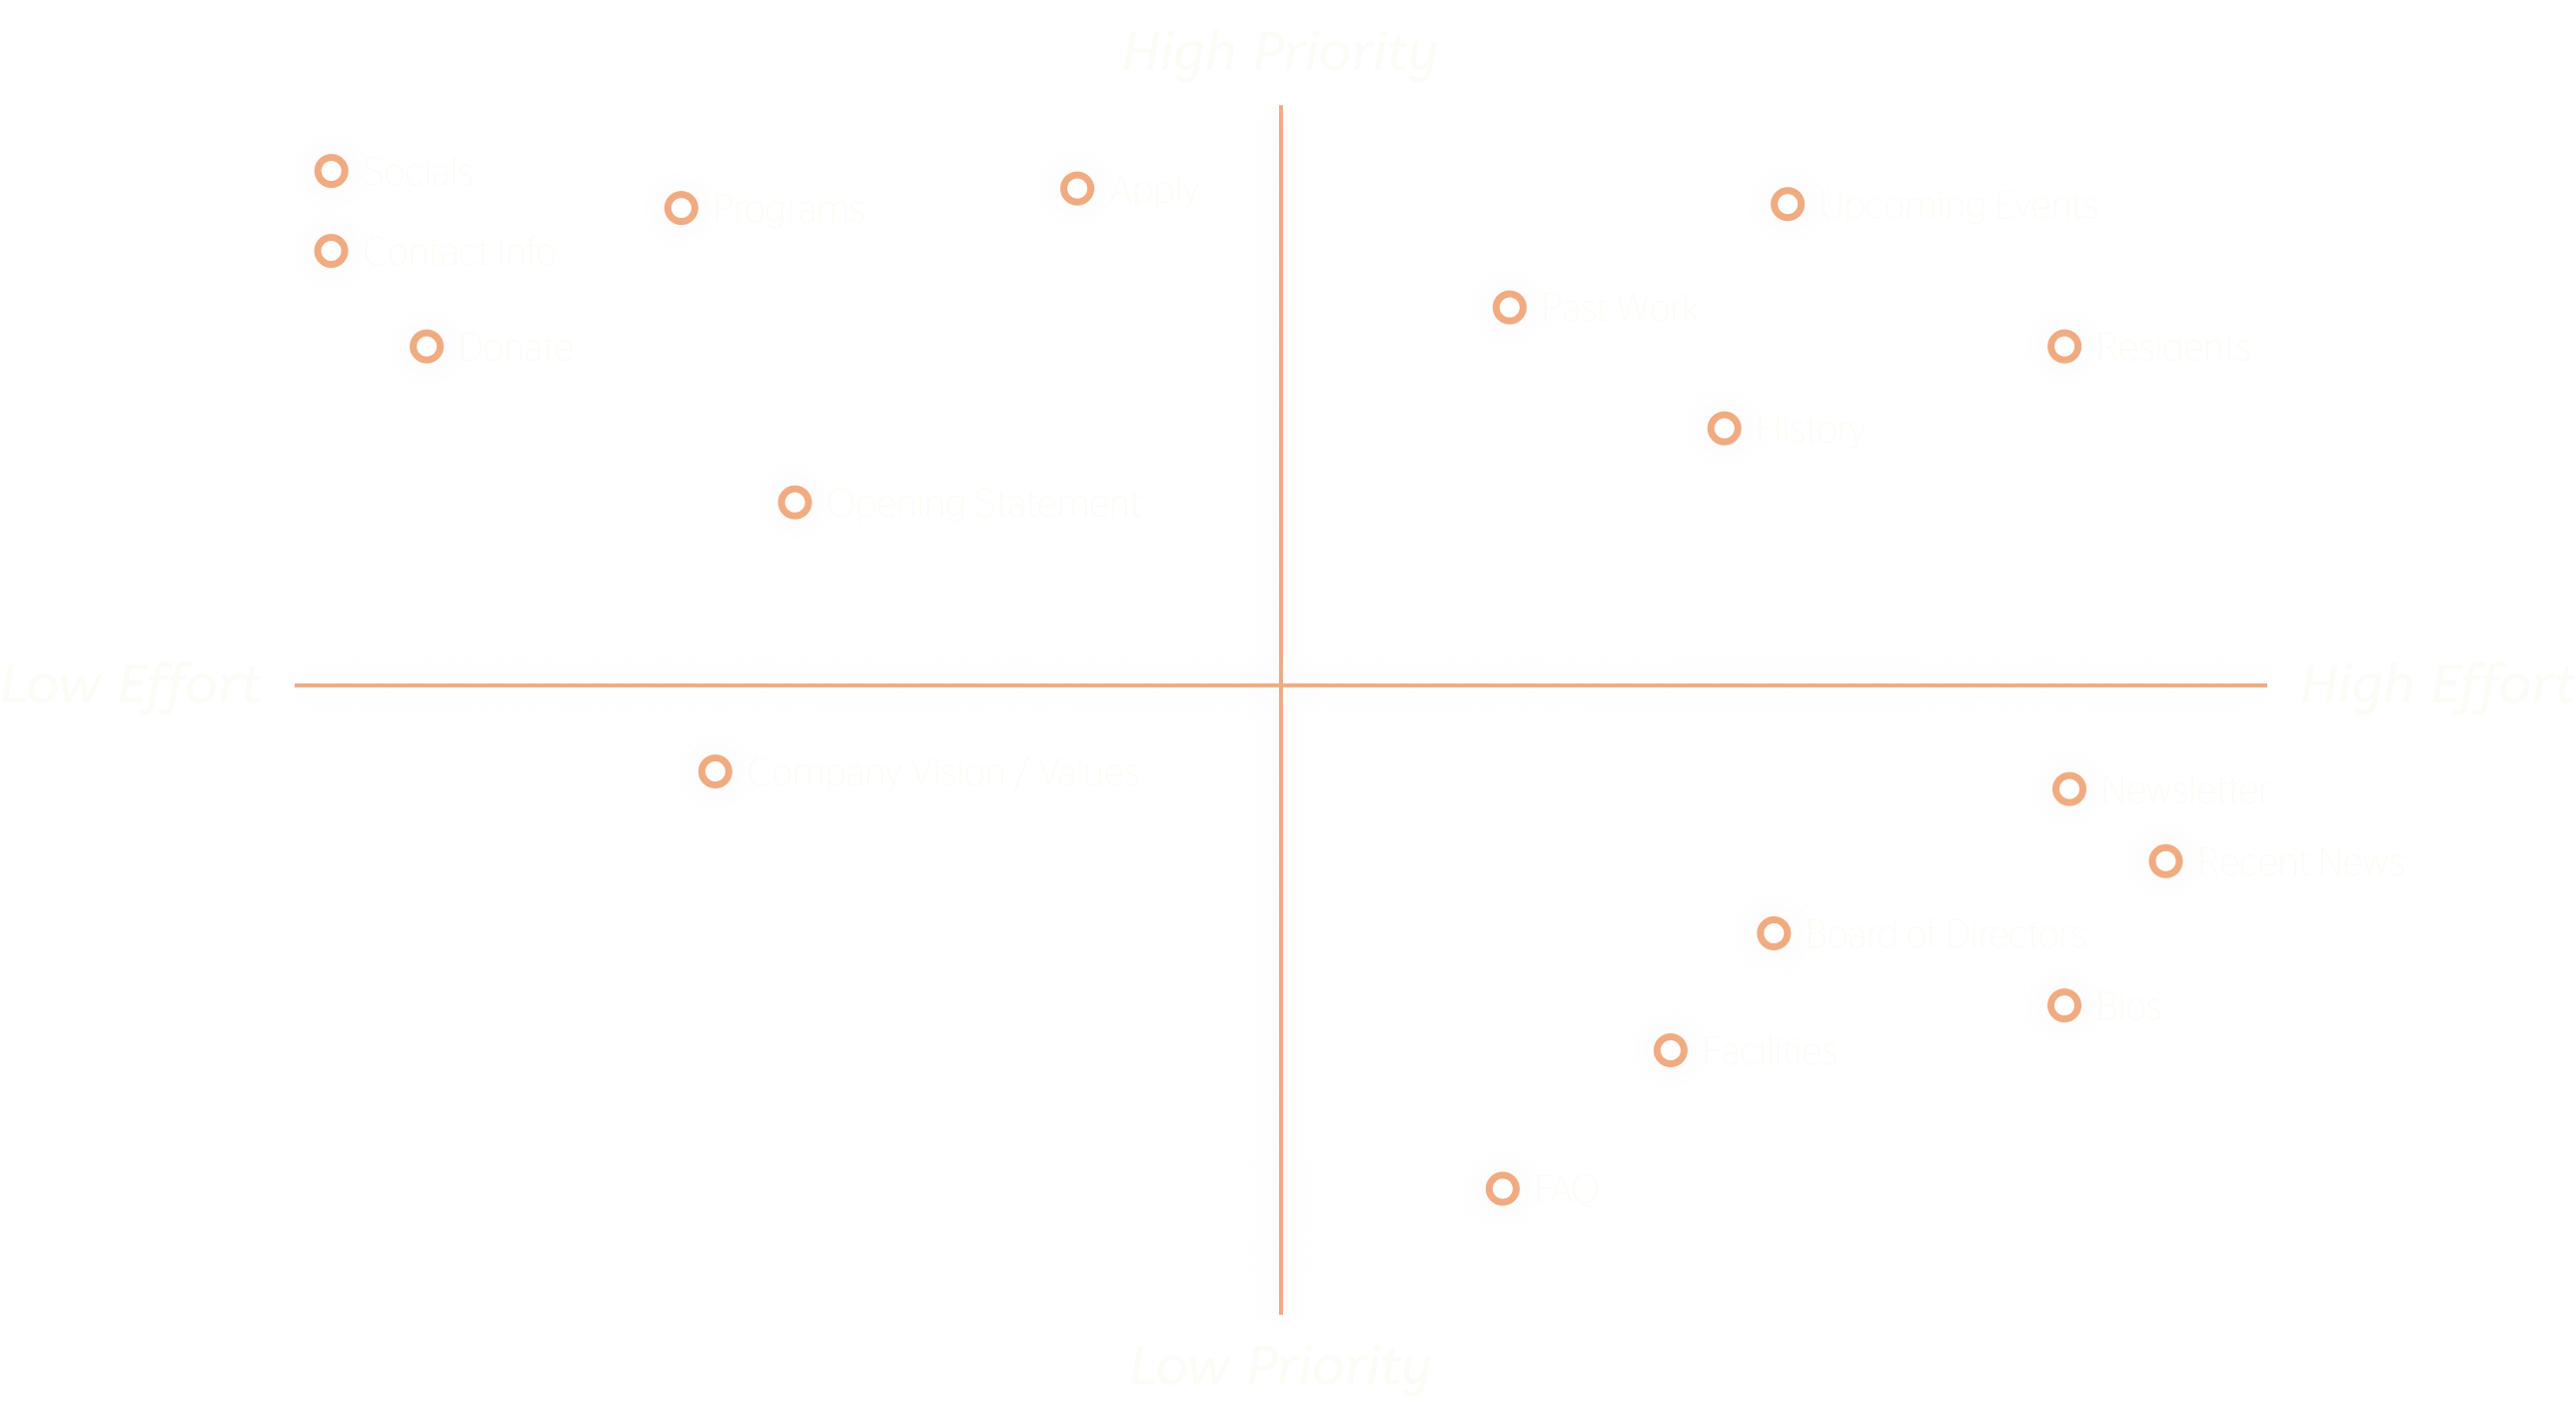 High Priority
Socials
Apply
Programs
Upcoming Events
Contact Info
Past Work
Donate
Residents
History
Opening Statement
Low Effort
High Effort
Company Vision / Values
Newsletter
Recent News
Board of Directors
Bios
Facilities
FAQ
Low Priority